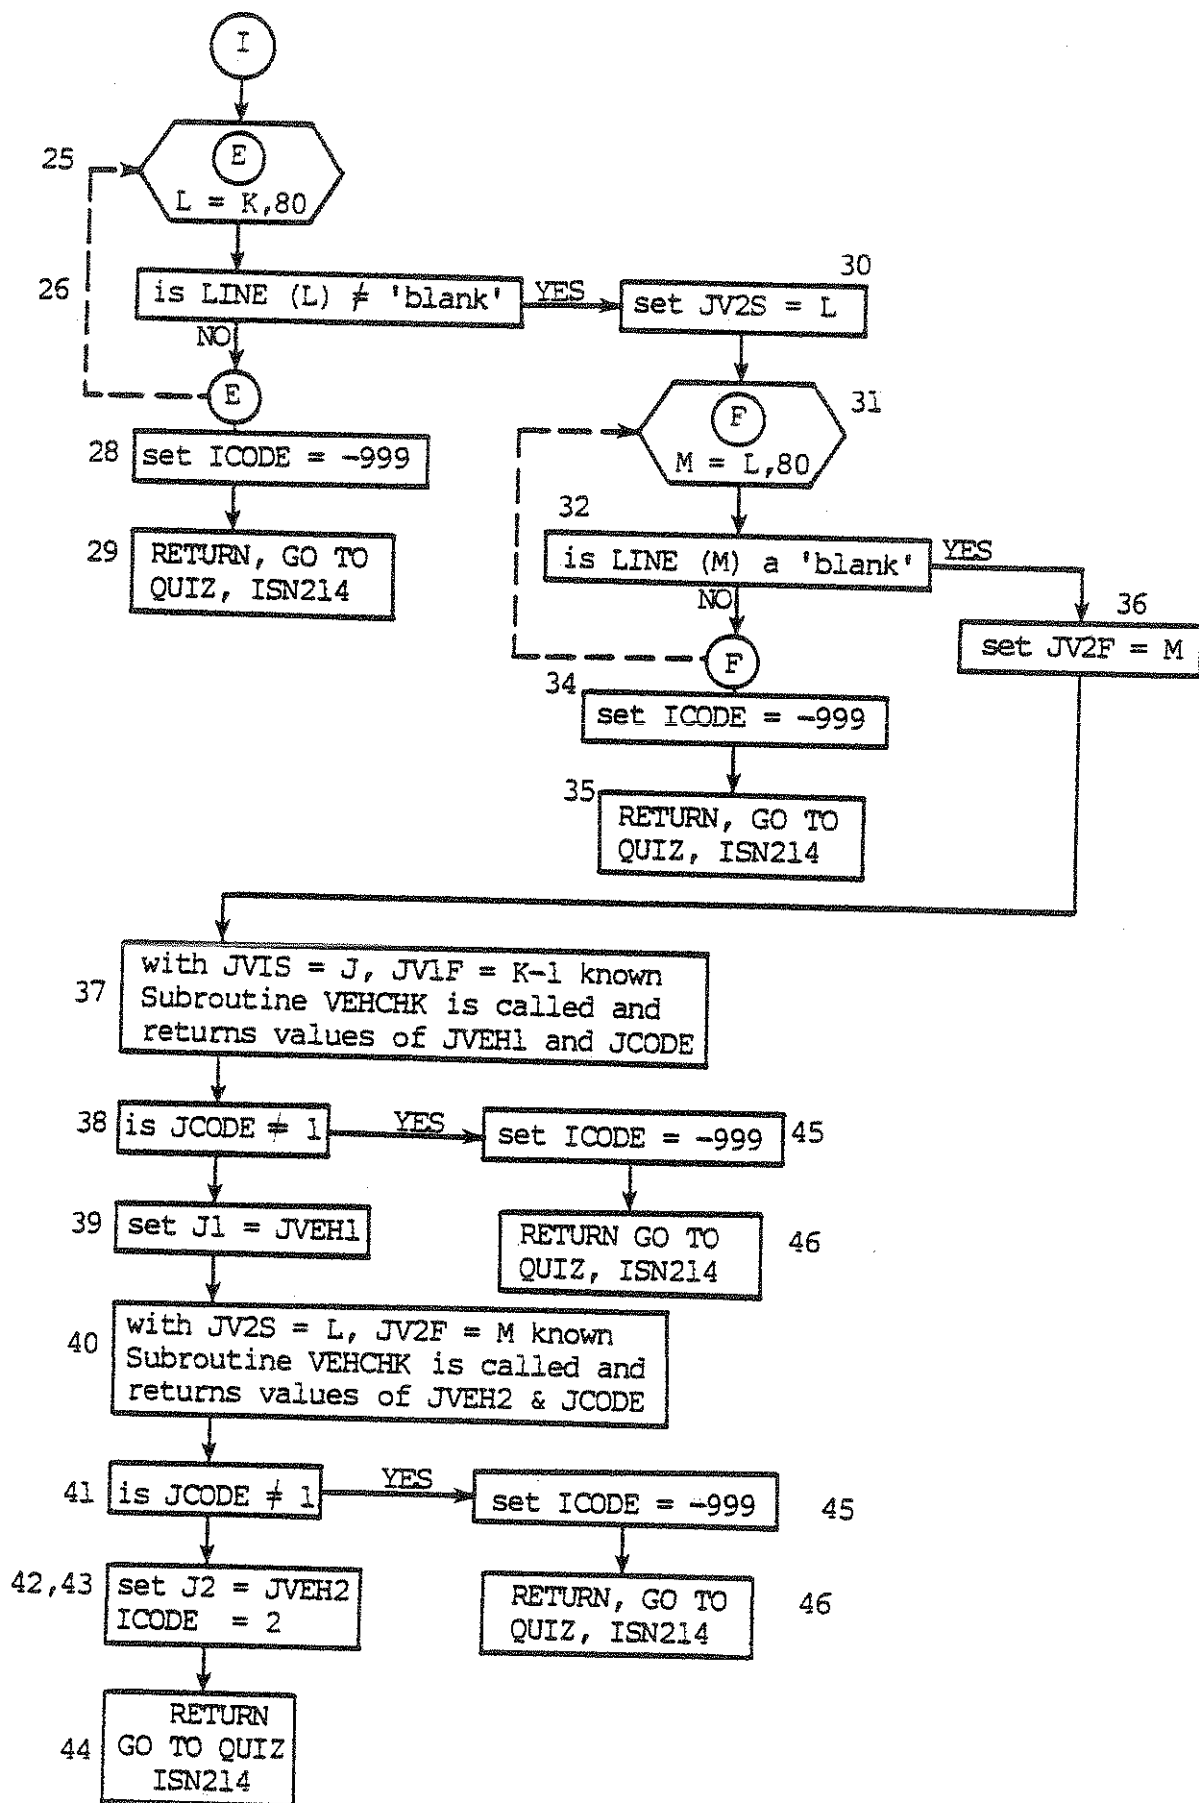 I
25
E
L = K,80
26
is LINE (L) ≠ 'blank'
YES
30
set JV2S = L
NO
E
31
F
M = L,80
28
set ICODE = -999
32
is LINE (M) a 'blank'
YES
29
RETURN, GO TO
QUIZ, ISN214
NO
36
set JV2F = M
F
34
set ICODE = -999
35
RETURN, GO TO
QUIZ, ISN214
37
with JVIS = J, JV1F = K-1 known
Subroutine VEHCHK is called and
returns values of JVEH1 and JCODE
38
is JCODE ≠ 1
YES
set ICODE = -999
45
39
set J1 = JVEH1
RETURN GO TO
QUIZ, ISN214
46
40
with JV2S = L, JV2F = M known
Subroutine VEHCHK is called and
returns values of JVEH2 & JCODE
41
is JCODE ≠ 1
YES
set ICODE = -999
45
42,43
set J2 = JVEH2
ICODE = 2
RETURN, GO TO
QUIZ, ISN214
46
44
RETURN
GO TO QUIZ
ISN214